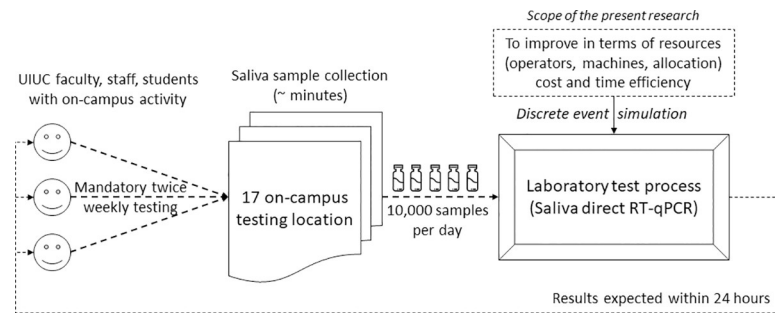 Scope of the present research
To improve in terms of resources
(operators, machines, allocation)
cost and time efficiency
Discrete event simulation
UIUC faculty, staff, students
with on-campus activity
Saliva sample collection
(~ minutes)
Mandatory twice
weekly testing
17 on-campus
testing location
10,000 samples
per day
Laboratory test process
(Saliva direct RT-qPCR)
Results expected within 24 hours